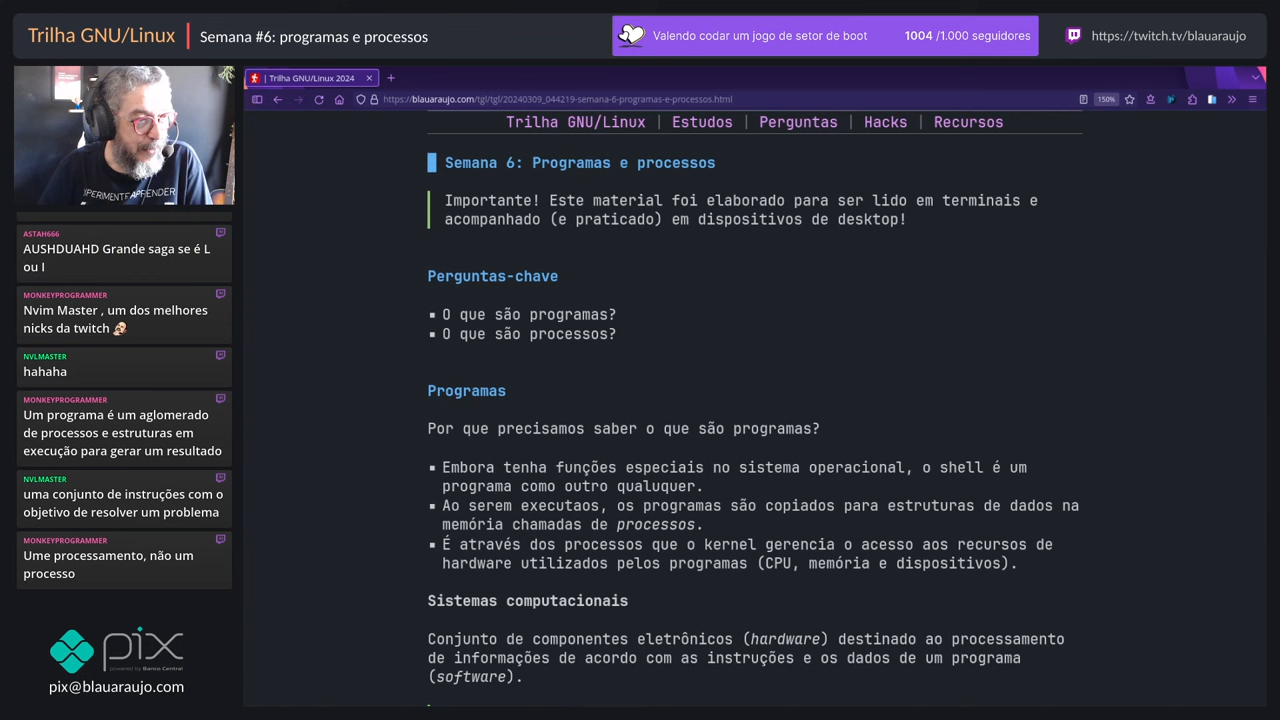 Trilha GNU/Linux
Semana #6: programas e processos
Valendo codar um jogo de setor de boot
1004 /1.000 seguidores
https://twitch.tv/blauaraujo
| Trilha GNU/Linux 2024
https://blauaraujo.com/tgl/tgl/20240309_044219-semana-6-programas-e-processos.html
150%
Trilha GNU/Linux | Estudos | Perguntas | Hacks | Recursos
Semana 6: Programas e processos
Importante! Este material foi elaborado para ser lido em terminais e
acompanhado (e praticado) em dispositivos de desktop!
Perguntas-chave
▪ O que são programas?
▪ O que são processos?
Programas
Por que precisamos saber o que são programas?
▪ Embora tenha funções especiais no sistema operacional, o shell é um
programa como outro qualuquer.
▪ Ao serem executaos, os programas são copiados para estruturas de dados na
memória chamadas de processos.
▪ É através dos processos que o kernel gerencia o acesso aos recursos de
hardware utilizados pelos programas (CPU, memória e dispositivos).
Sistemas computacionais
Conjunto de componentes eletrônicos (hardware) destinado ao processamento
de informações de acordo com as instruções e os dados de um programa
(software).
EXPERIMENTE APRENDER
ASTAH666
AUSHDUAHD Grande saga se é L
ou I
MONKEYPROGRAMMER
Nvim Master , um dos melhores
nicks da twitch
NVLMASTER
hahaha
MONKEYPROGRAMMER
Um programa é um aglomerado
de processos e estruturas em
execução para gerar um resultado
NVLMASTER
uma conjunto de instruções com o
objetivo de resolver um problema
MONKEYPROGRAMMER
Ume processamento, não um
processo
pix
powered by Banco Central
pix@blauaraujo.com